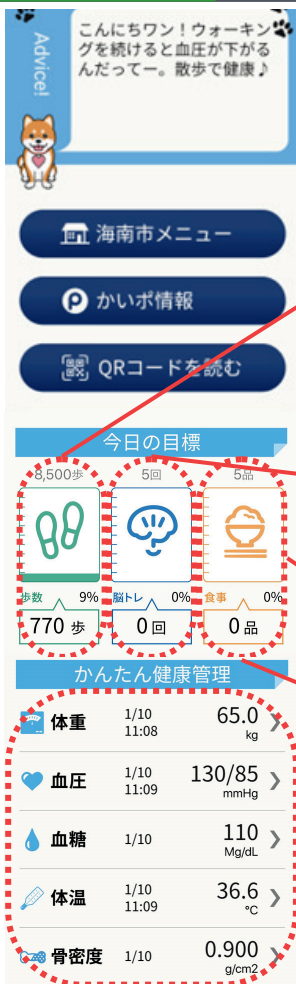 Advice!
こんにちワン！ウォーキン
グを続けると血圧が下がる
んだってー。散歩で健康♪
海南市メニュー
かいポ情報
QRコードを読む
今日の目標
8,500歩 5回 5品
歩数 9% 脳トレ 0% 食事 0%
770 歩 0 回 0 品
かんたん健康管理
体重 1/10 11:08 65.0 kg
血圧 1/10 11:09 130/85 mmHg
血糖 1/10 110 Mg/dL
体温 1/10 11:09 36.6 ℃
骨密度 1/10 0.900 g/cm2